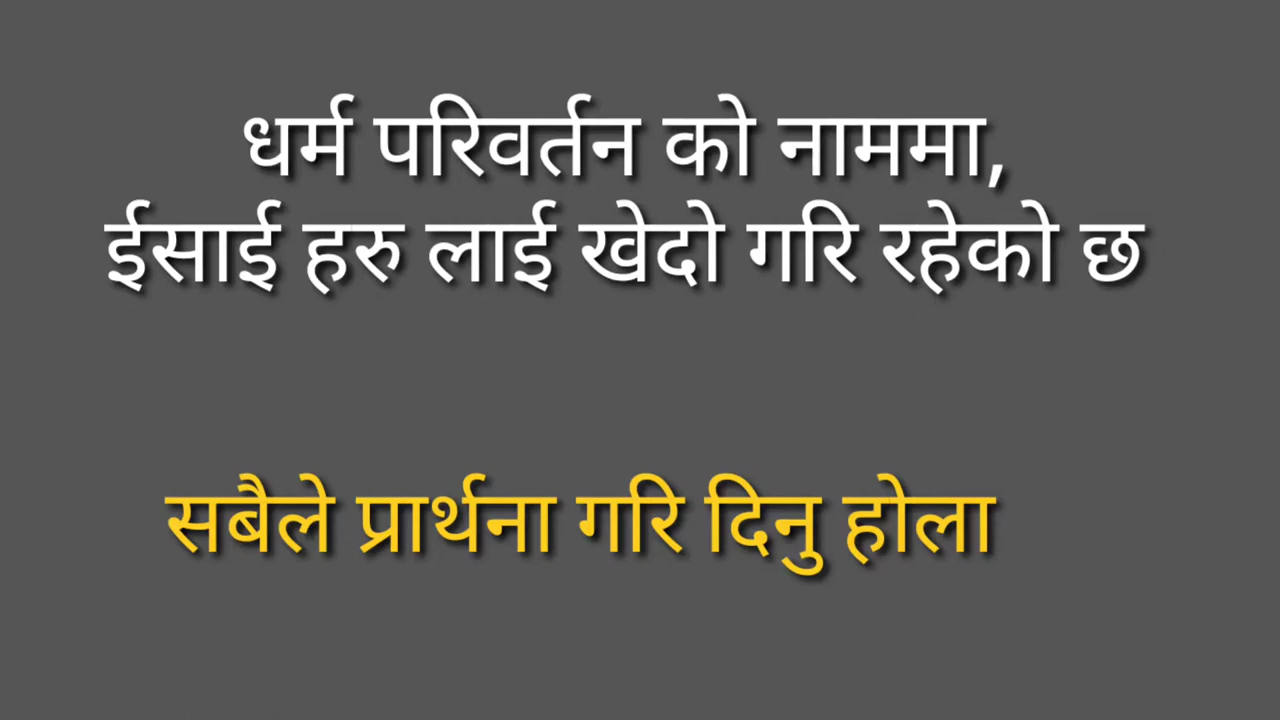 धर्म परिवर्तन को नाममा,
ईसाई हरु लाई खेदो गरि रहेको छ
सबैले प्रार्थना गरि दिनु होला